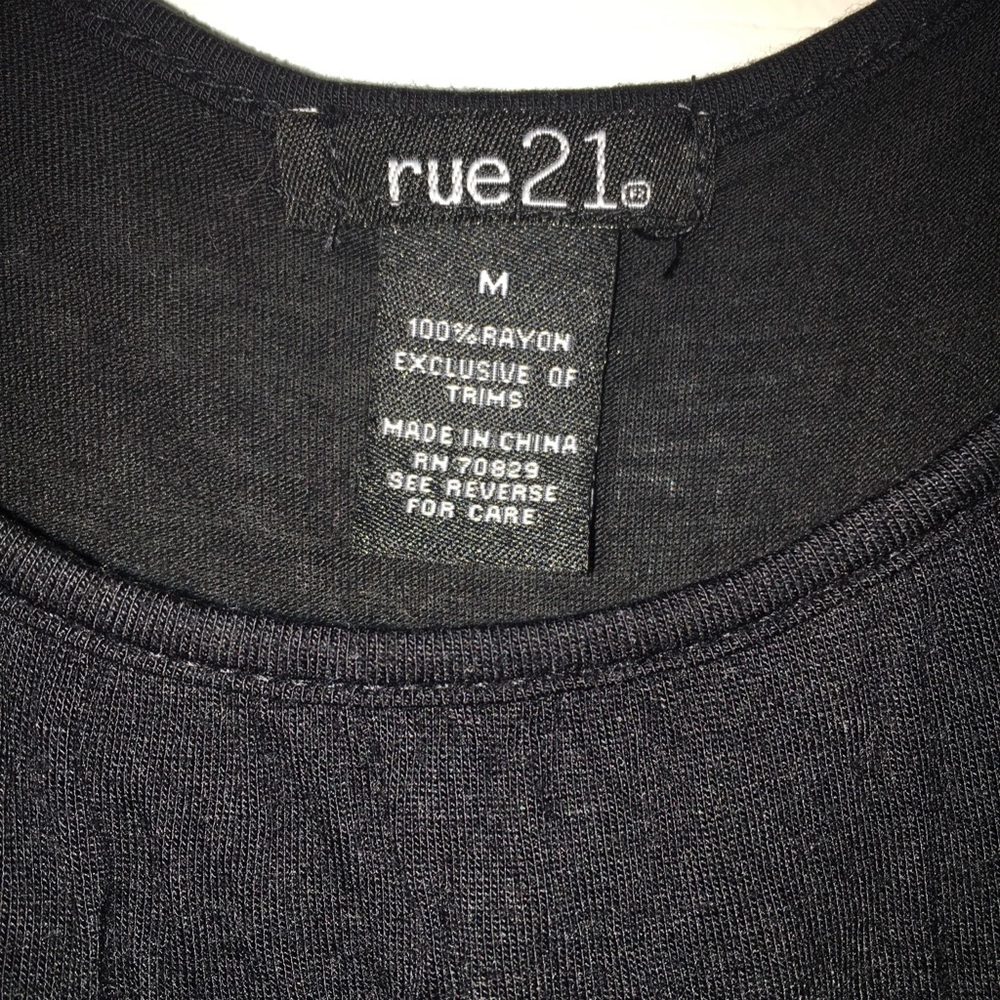 rue21®
M
100%RAYON
EXCLUSIVE OF
TRIMS
MADE IN CHINA
RN 70829
SEE REVERSE
FOR CARE